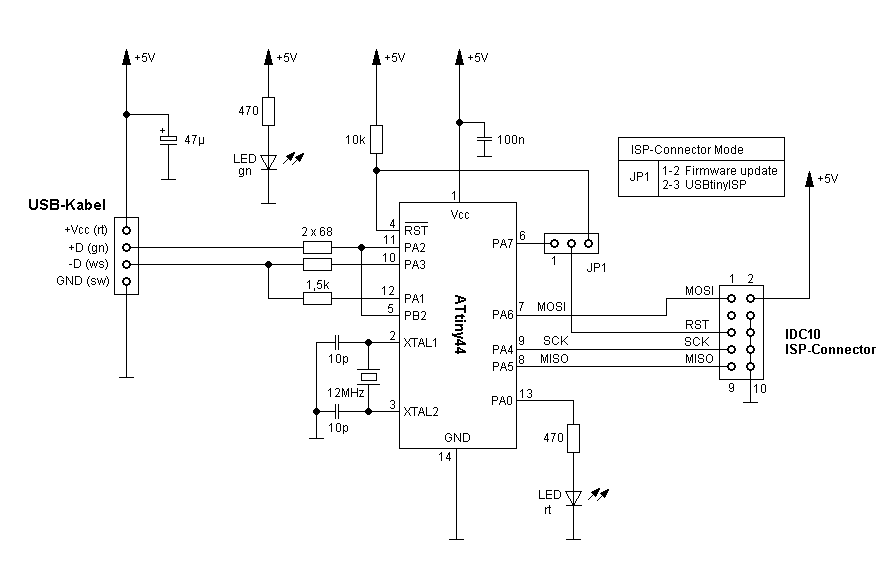 +5V
+5V
+5V
+5V
470
47µ
+
10k
100n
LED
gn
ISP-Connector Mode
JP1
1-2 Firmware update
2-3 USBtinyISP
+5V
USB-Kabel
+Vcc (rt)
+D (gn)
-D (ws)
GND (sw)
2 x 68
1,5k
1
Vcc
4
RST
11
PA2
10
PA3
12
PA1
5
PB2
2
XTAL1
3
XTAL2
ATtiny44
GND
14
PA7
6
1
JP1
PA6
7
MOSI
PA4
9
SCK
PA5
8
MISO
PA0
13
10p
12MHz
10p
1
2
MOSI
RST
SCK
MISO
9
10
IDC10
ISP-Connector
470
LED
rt